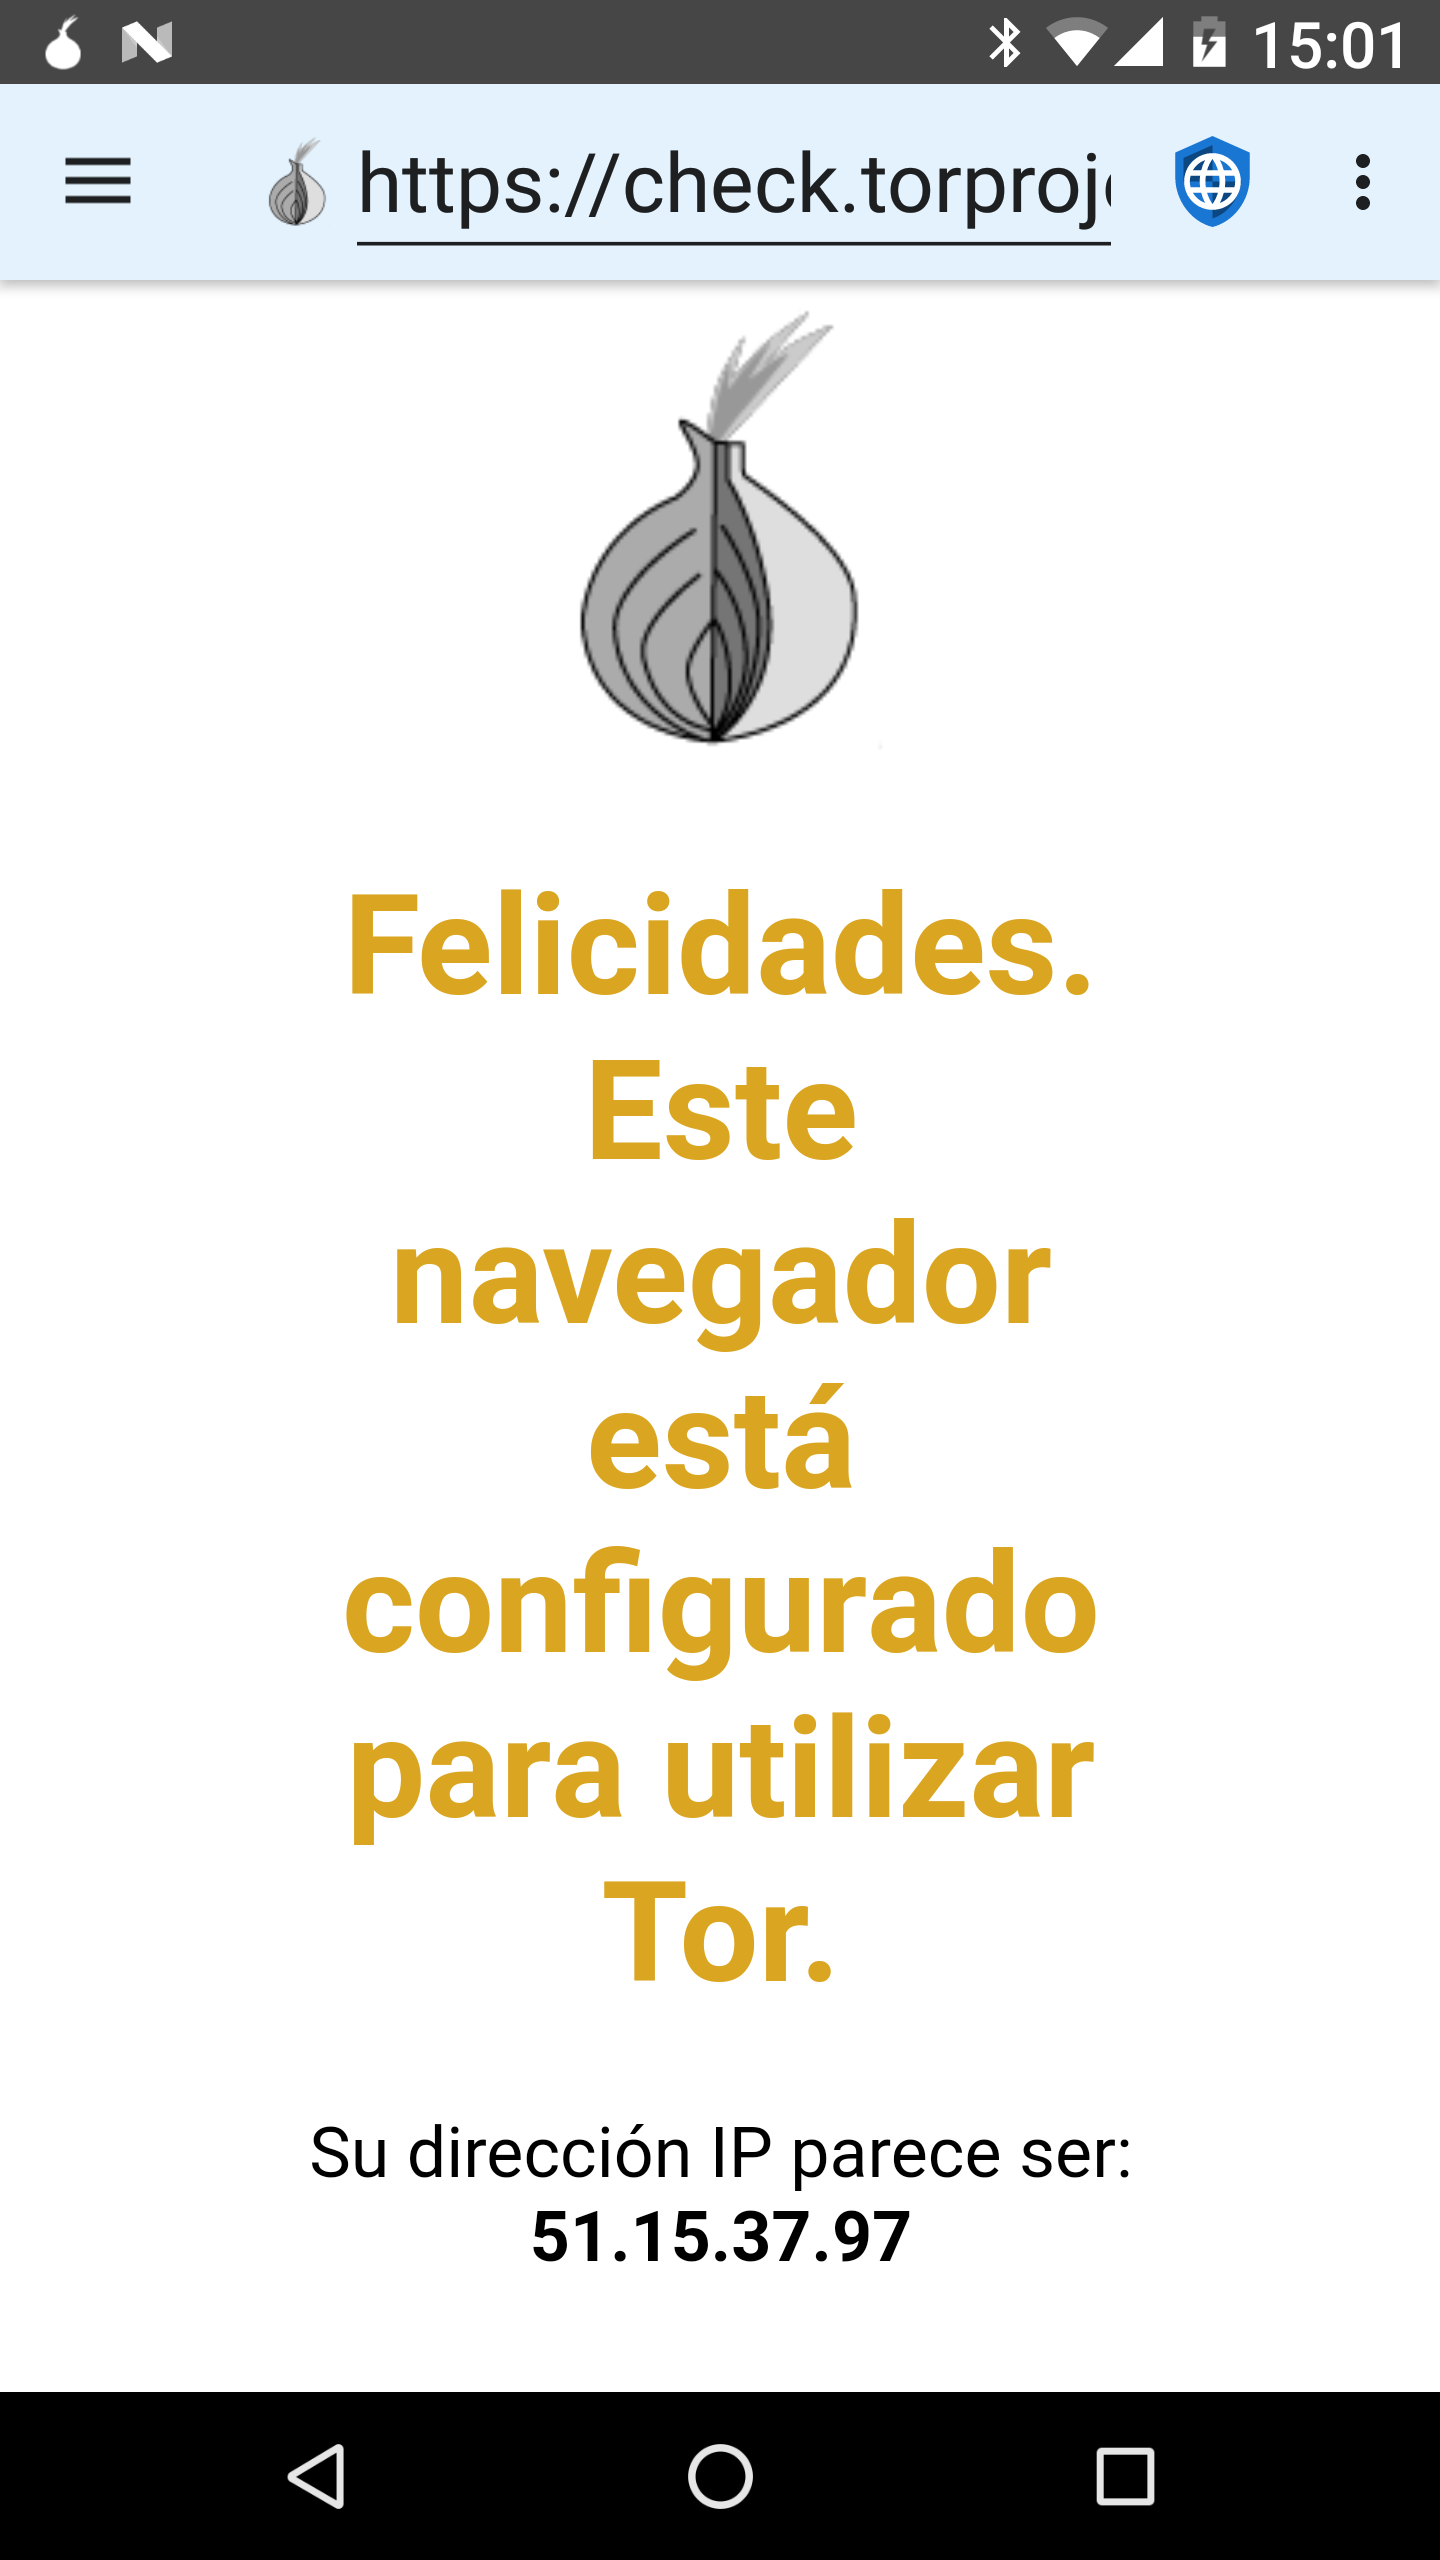 15:01
https://check.torproj
Felicidades.
Este
navegador
está
configurado
para utilizar
Tor.
Su dirección IP parece ser:
51.15.37.97